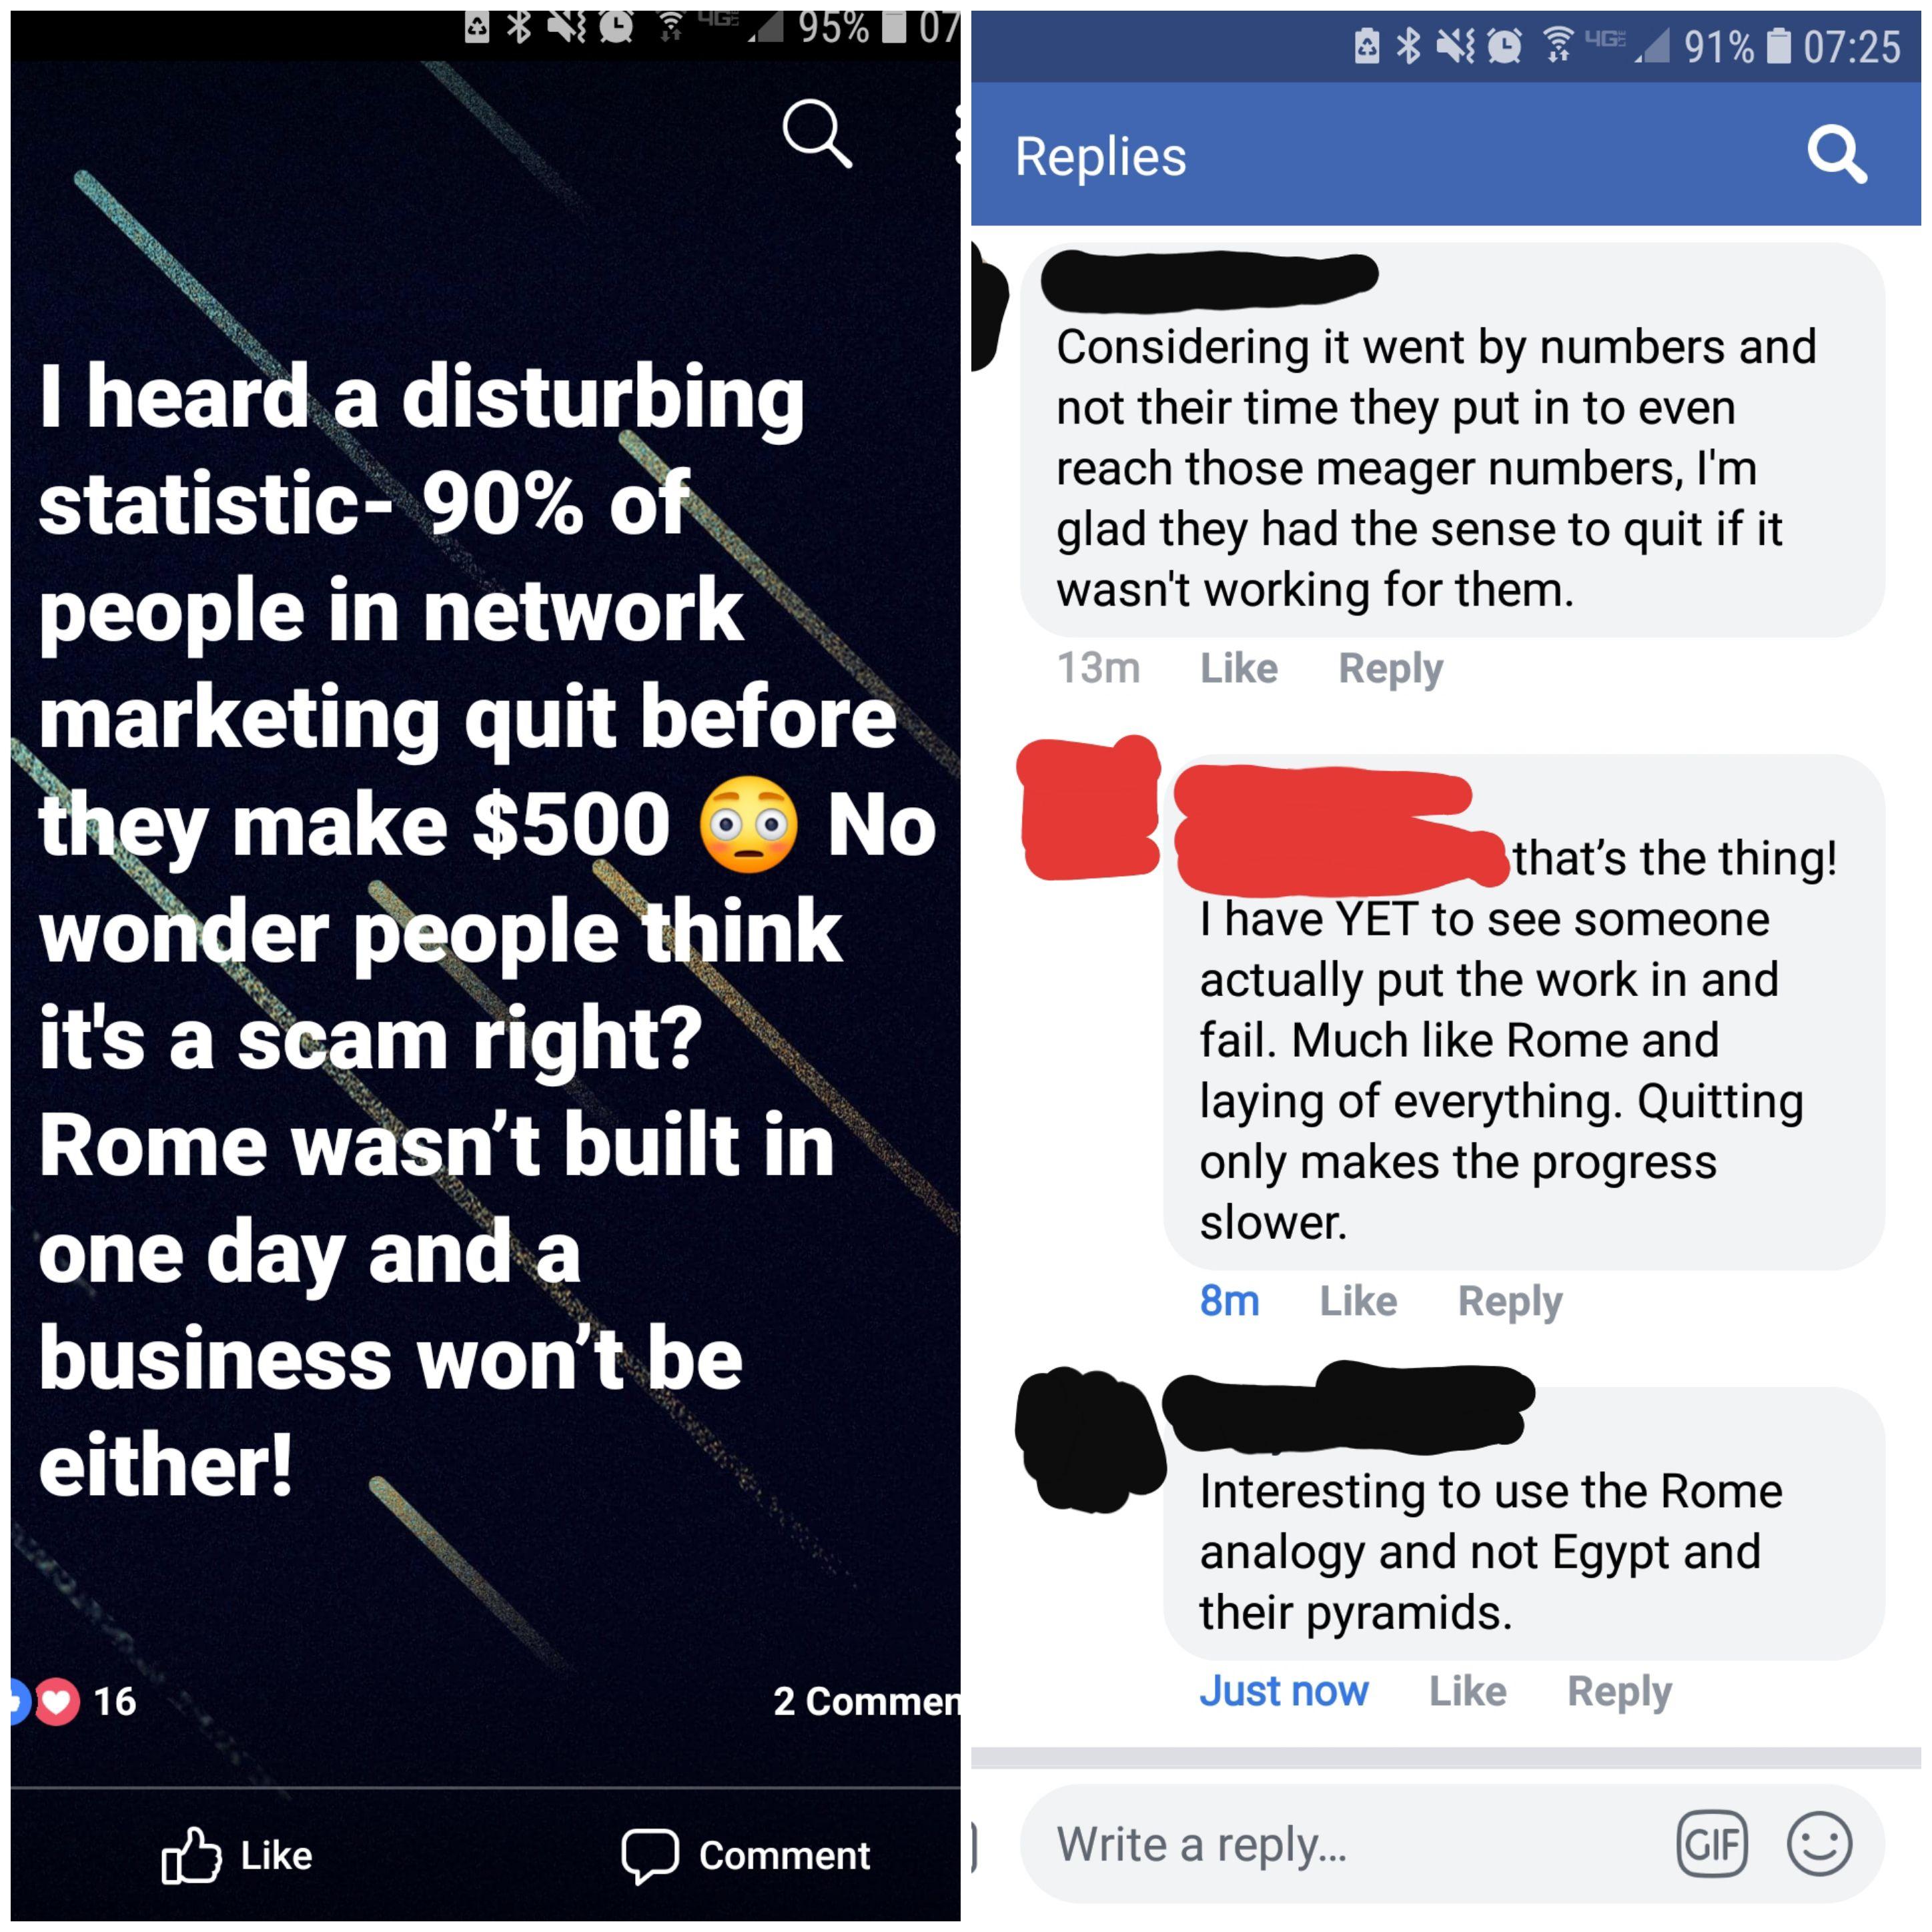 95% 07
I heard a disturbing
statistic- 90% of
people in network
marketing quit before
they make $500 😳 No
wonder people think
it's a scam right?
Rome wasn’t built in
one day and a
business won’t be
either!
16
2 Commen
Like
Comment
4GE 91% 07:25
Replies
Considering it went by numbers and
not their time they put in to even
reach those meager numbers, I'm
glad they had the sense to quit if it
wasn't working for them.
13m Like Reply
that’s the thing!
I have YET to see someone
actually put the work in and
fail. Much like Rome and
laying of everything. Quitting
only makes the progress
slower.
8m Like Reply
Interesting to use the Rome
analogy and not Egypt and
their pyramids.
Just now Like Reply
Write a reply...
GIF